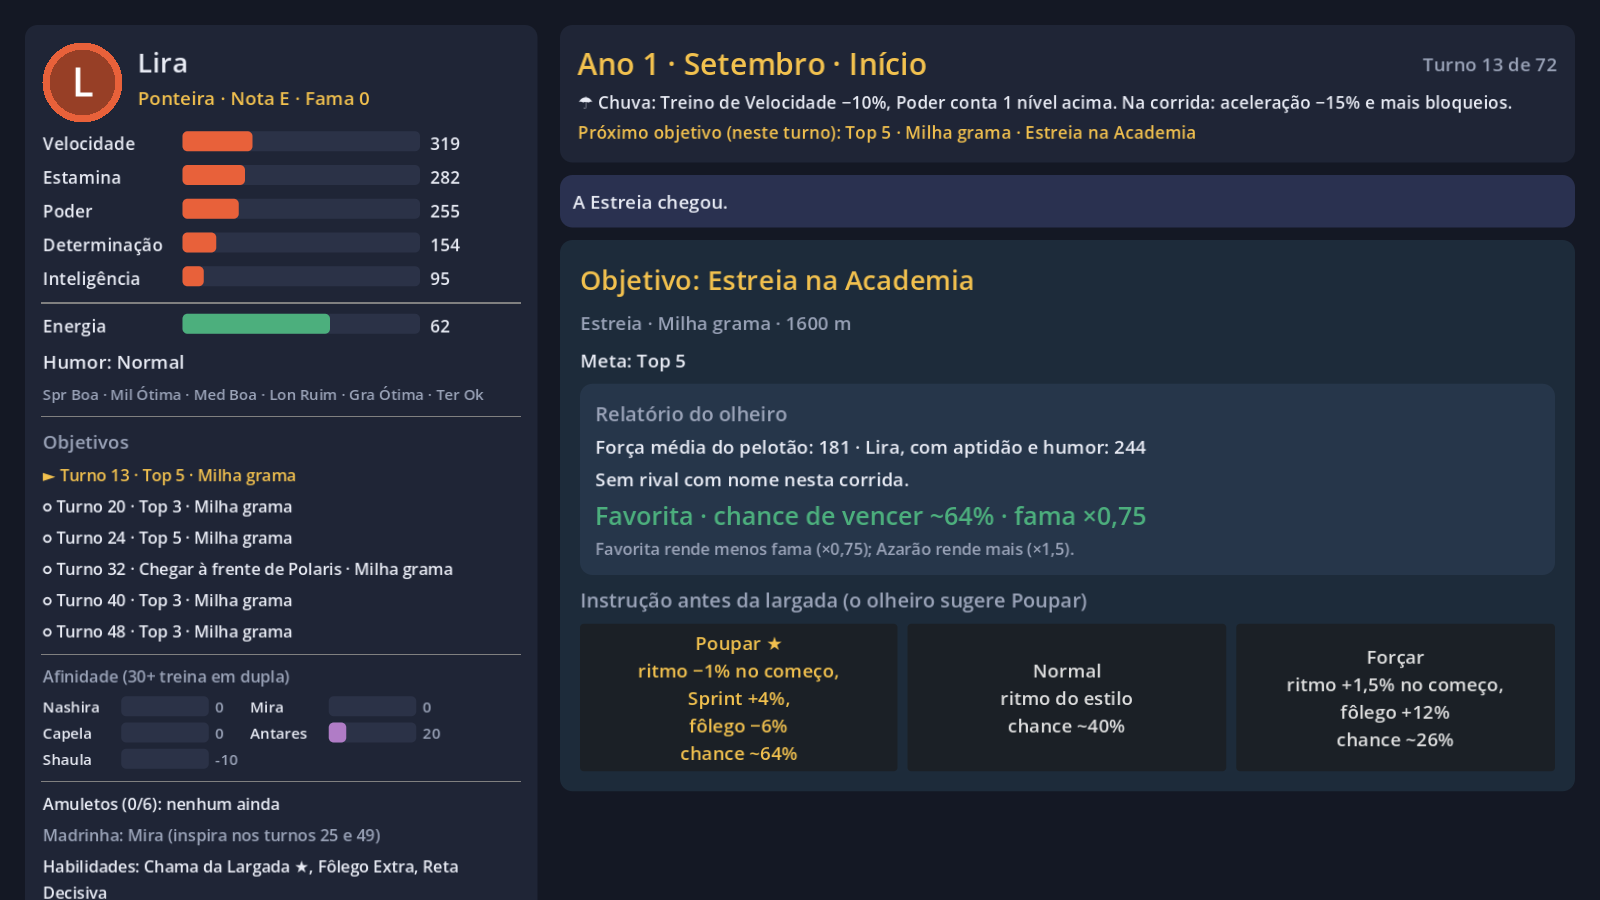 L
Lira
Ponteira · Nota E · Fama 0
Velocidade 319
Estamina 282
Poder 255
Determinação 154
Inteligência 95
Energia 62
Humor: Normal
Spr Boa · Mil Ótima · Med Boa · Lon Ruim · Gra Ótima · Ter Ok
Objetivos
► Turno 13 · Top 5 · Milha grama
○ Turno 20 · Top 3 · Milha grama
○ Turno 24 · Top 5 · Milha grama
○ Turno 32 · Chegar à frente de Polaris · Milha grama
○ Turno 40 · Top 3 · Milha grama
○ Turno 48 · Top 3 · Milha grama
Afinidade (30+ treina em dupla)
Nashira 0 Mira 0
Capela 0 Antares 20
Shaula -10
Amuletos (0/6): nenhum ainda
Madrinha: Mira (inspira nos turnos 25 e 49)
Habilidades: Chama da Largada ★, Fôlego Extra, Reta
Decisiva
Ano 1 · Setembro · Início
Turno 13 de 72
☂ Chuva: Treino de Velocidade −10%, Poder conta 1 nível acima. Na corrida: aceleração −15% e mais bloqueios.
Próximo objetivo (neste turno): Top 5 · Milha grama · Estreia na Academia
A Estreia chegou.
Objetivo: Estreia na Academia
Estreia · Milha grama · 1600 m
Meta: Top 5
Relatório do olheiro
Força média do pelotão: 181 · Lira, com aptidão e humor: 244
Sem rival com nome nesta corrida.
Favorita · chance de vencer ~64% · fama ×0,75
Favorita rende menos fama (×0,75); Azarão rende mais (×1,5).
Instrução antes da largada (o olheiro sugere Poupar)
Poupar ★
ritmo −1% no começo,
Sprint +4%,
fôlego −6%
chance ~64%
Normal
ritmo do estilo
chance ~40%
Forçar
ritmo +1,5% no começo,
fôlego +12%
chance ~26%